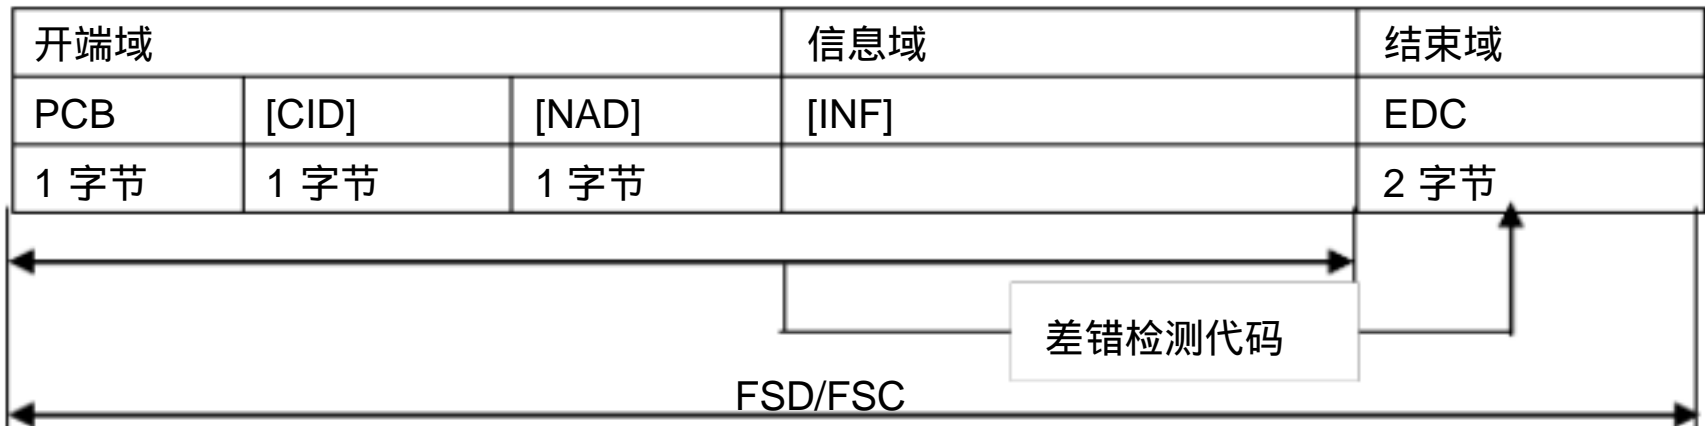 开端域 信息域 结束域
PCB [CID] [NAD] [INF] EDC
1 字节 1 字节 1 字节 2 字节
差错检测代码
FSD/FSC